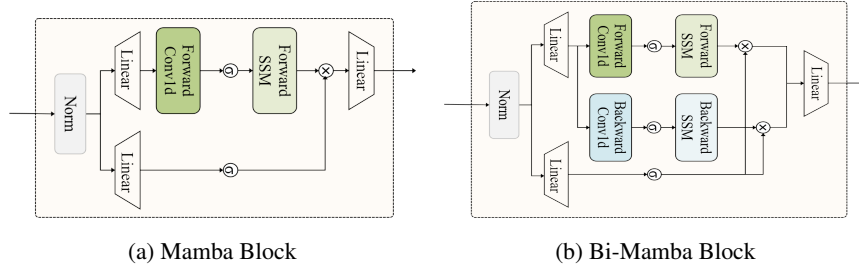 Norm
Linear
Forward
Conv1d
σ
Forward
SSM
×
Linear
Linear
σ
(a) Mamba Block
Norm
Linear
Forward
Conv1d
σ
Forward
SSM
×
Backward
Conv1d
σ
Backward
SSM
×
Linear
Linear
σ
(b) Bi-Mamba Block